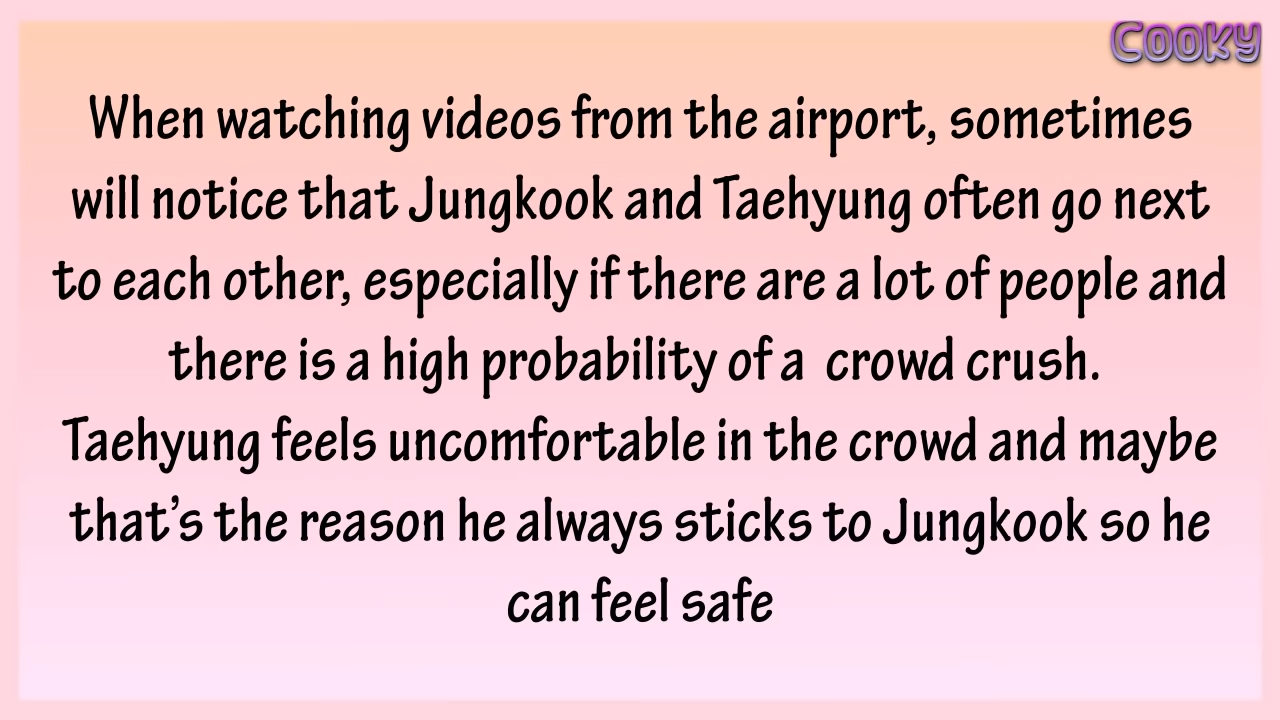 Cooky
When watching videos from the airport, sometimes
will notice that Jungkook and Taehyung often go next
to each other, especially if there are a lot of people and
there is a high probability of a  crowd crush.
Taehyung feels uncomfortable in the crowd and maybe
that’s the reason he always sticks to Jungkook so he
can feel safe